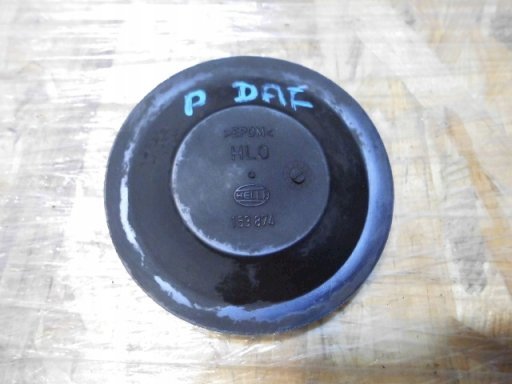 P DAF
>EPDM<
HLO
HELLA
153 874